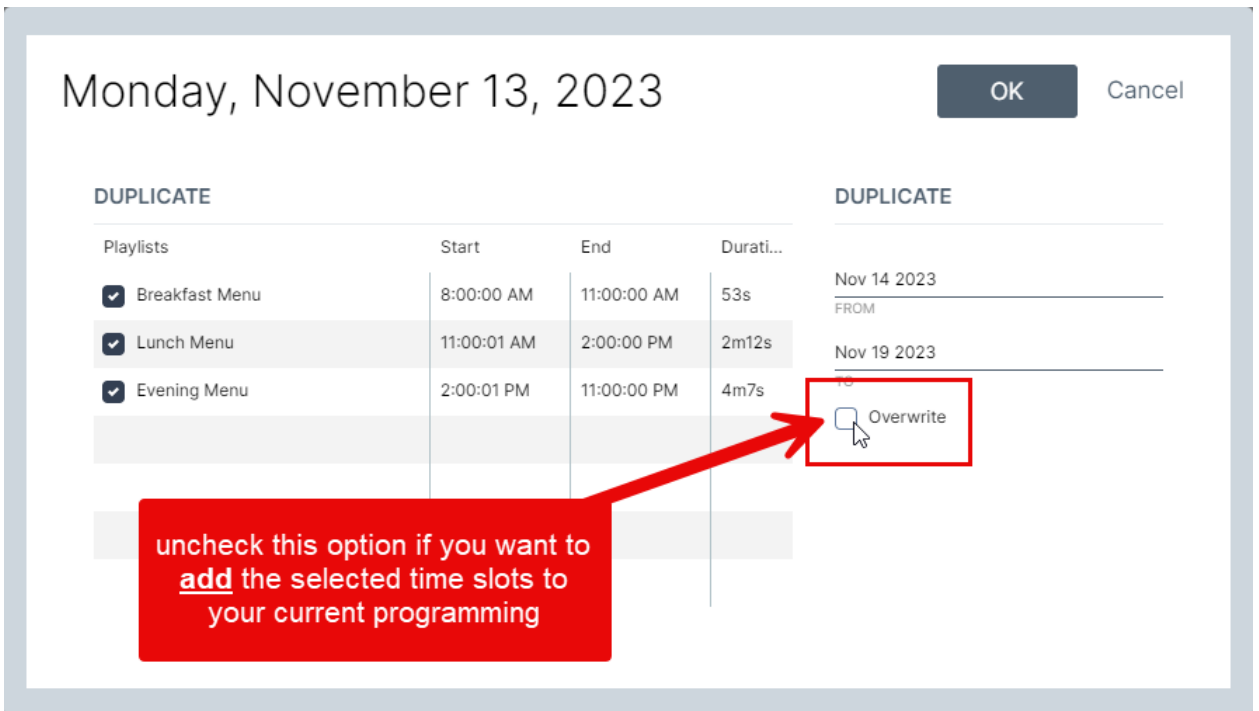 Monday, November 13, 2023
OK
Cancel
DUPLICATE
Playlists Start End Durati...
Breakfast Menu 8:00:00 AM 11:00:00 AM 53s
Lunch Menu 11:00:01 AM 2:00:00 PM 2m12s
Evening Menu 2:00:01 PM 11:00:00 PM 4m7s
DUPLICATE
Nov 14 2023
FROM
Nov 19 2023
TO
Overwrite
uncheck this option if you want to
add the selected time slots to
your current programming